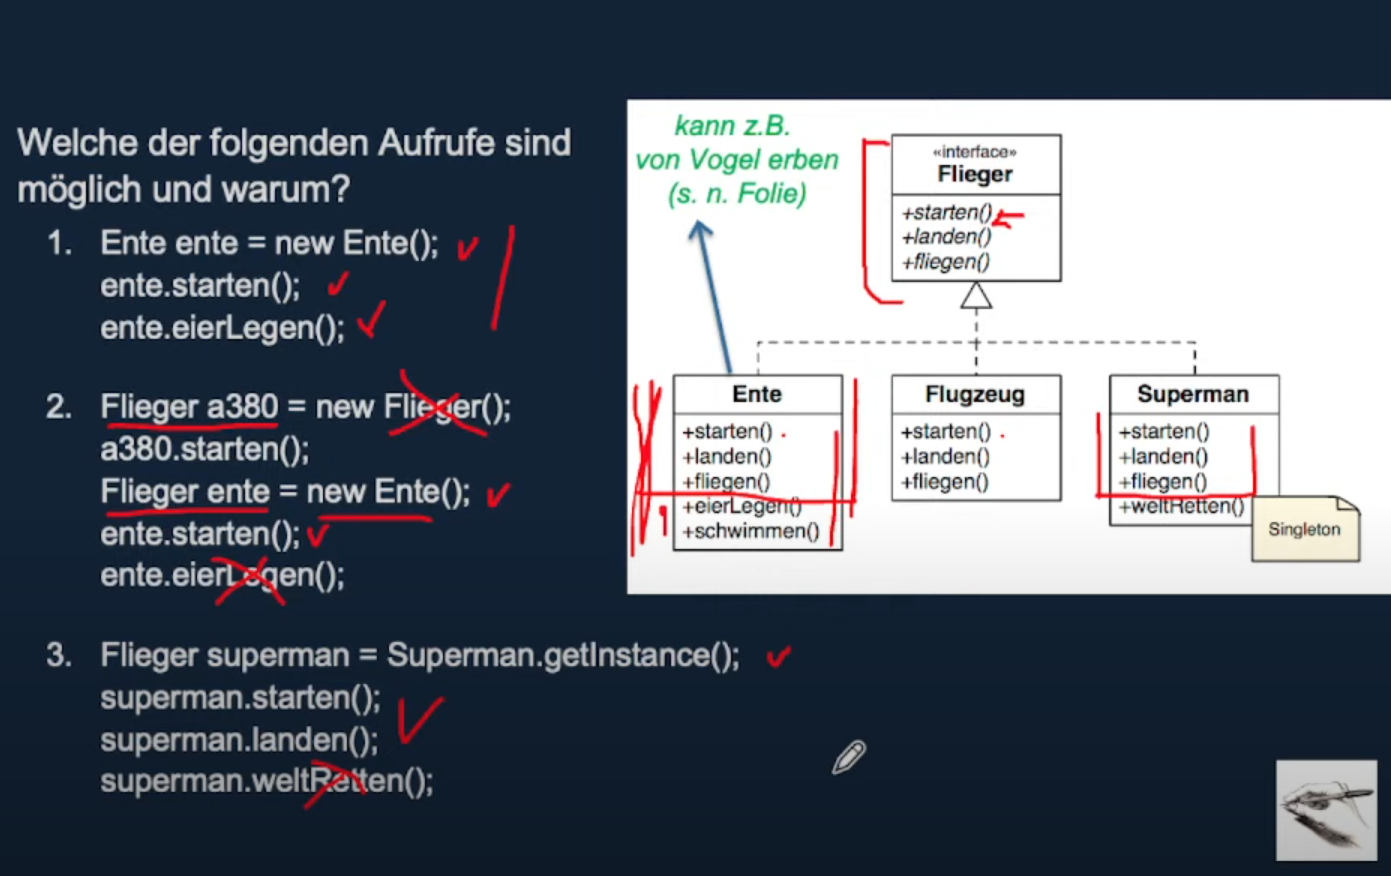 Welche der folgenden Aufrufe sind
möglich und warum?
1. Ente ente = new Ente();
ente.starten();
ente.eierLegen();
2. Flieger a380 = new Flieger();
a380.starten();
Flieger ente = new Ente();
ente.starten();
ente.eierLegen();
3. Flieger superman = Superman.getInstance();
superman.starten();
superman.landen();
superman.weltRetten();
kann z.B.
von Vogel erben
(s. n. Folie)
«interface»
Flieger
+starten()
+landen()
+fliegen()
Ente
+starten()
+landen()
+fliegen()
+eierLegen()
+schwimmen()
Flugzeug
+starten()
+landen()
+fliegen()
Superman
+starten()
+landen()
+fliegen()
+weltRetten()
Singleton